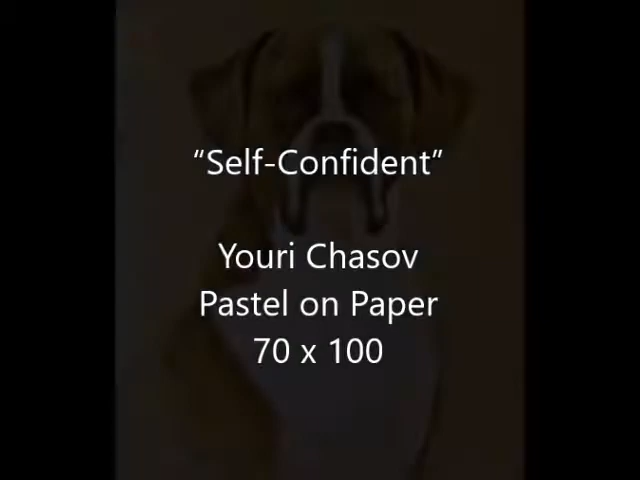 “Self-Confident”
Youri Chasov
Pastel on Paper
70 x 100